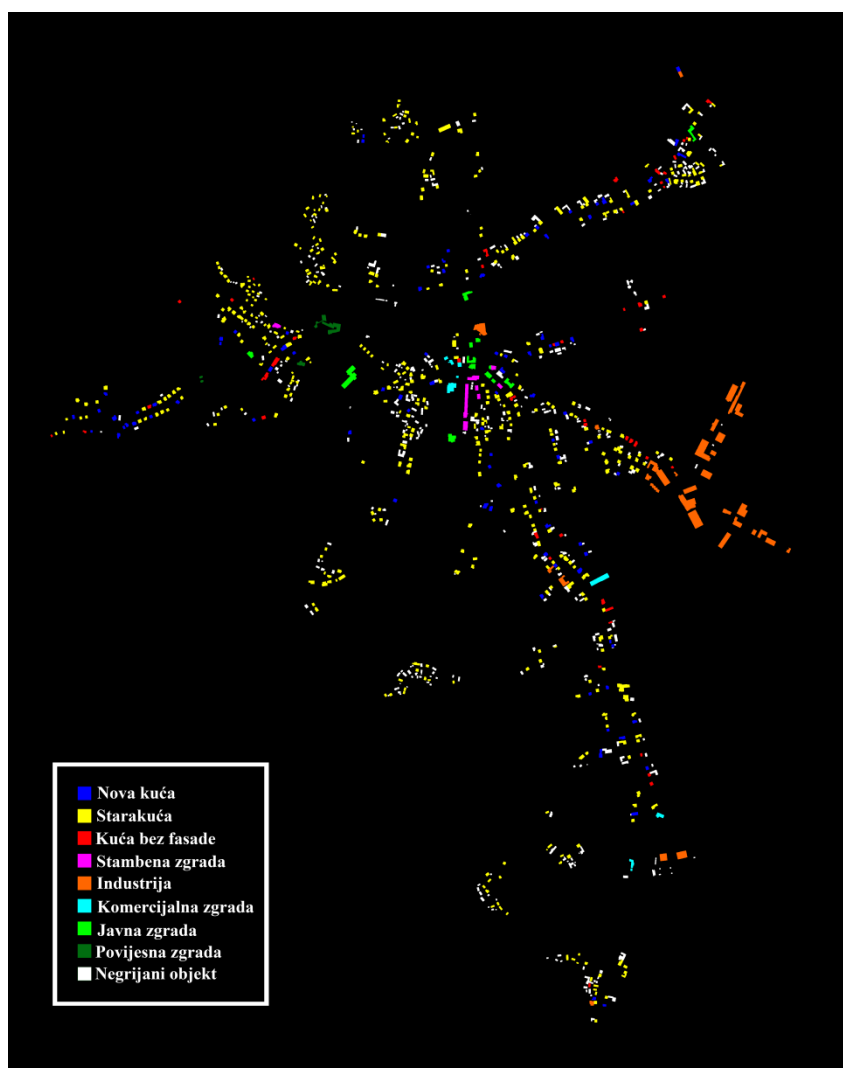 Nova kuća
Starakuća
Kuća bez fasade
Stambena zgrada
Industrija
Komercijalna zgrada
Javna zgrada
Povijesna zgrada
Negrijani objekt